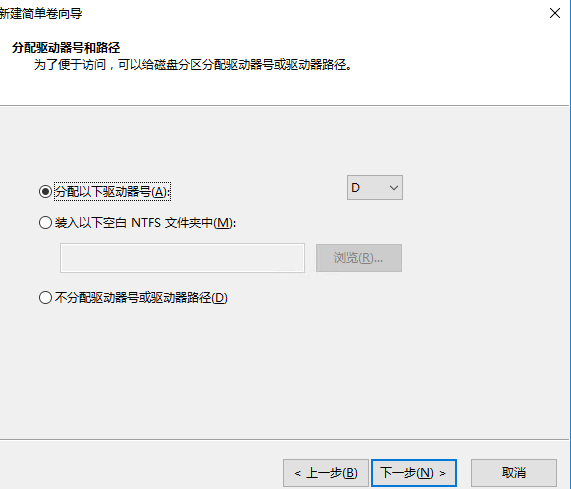 新建简单卷向导
分配驱动器号和路径
为了便于访问，可以给磁盘分区分配驱动器号或驱动器路径。
分配以下驱动器号(A): D
装入以下空白 NTFS 文件夹中(M):
浏览(R)...
不分配驱动器号或驱动器路径(D)
< 上一步(B) 下一步(N) > 取消